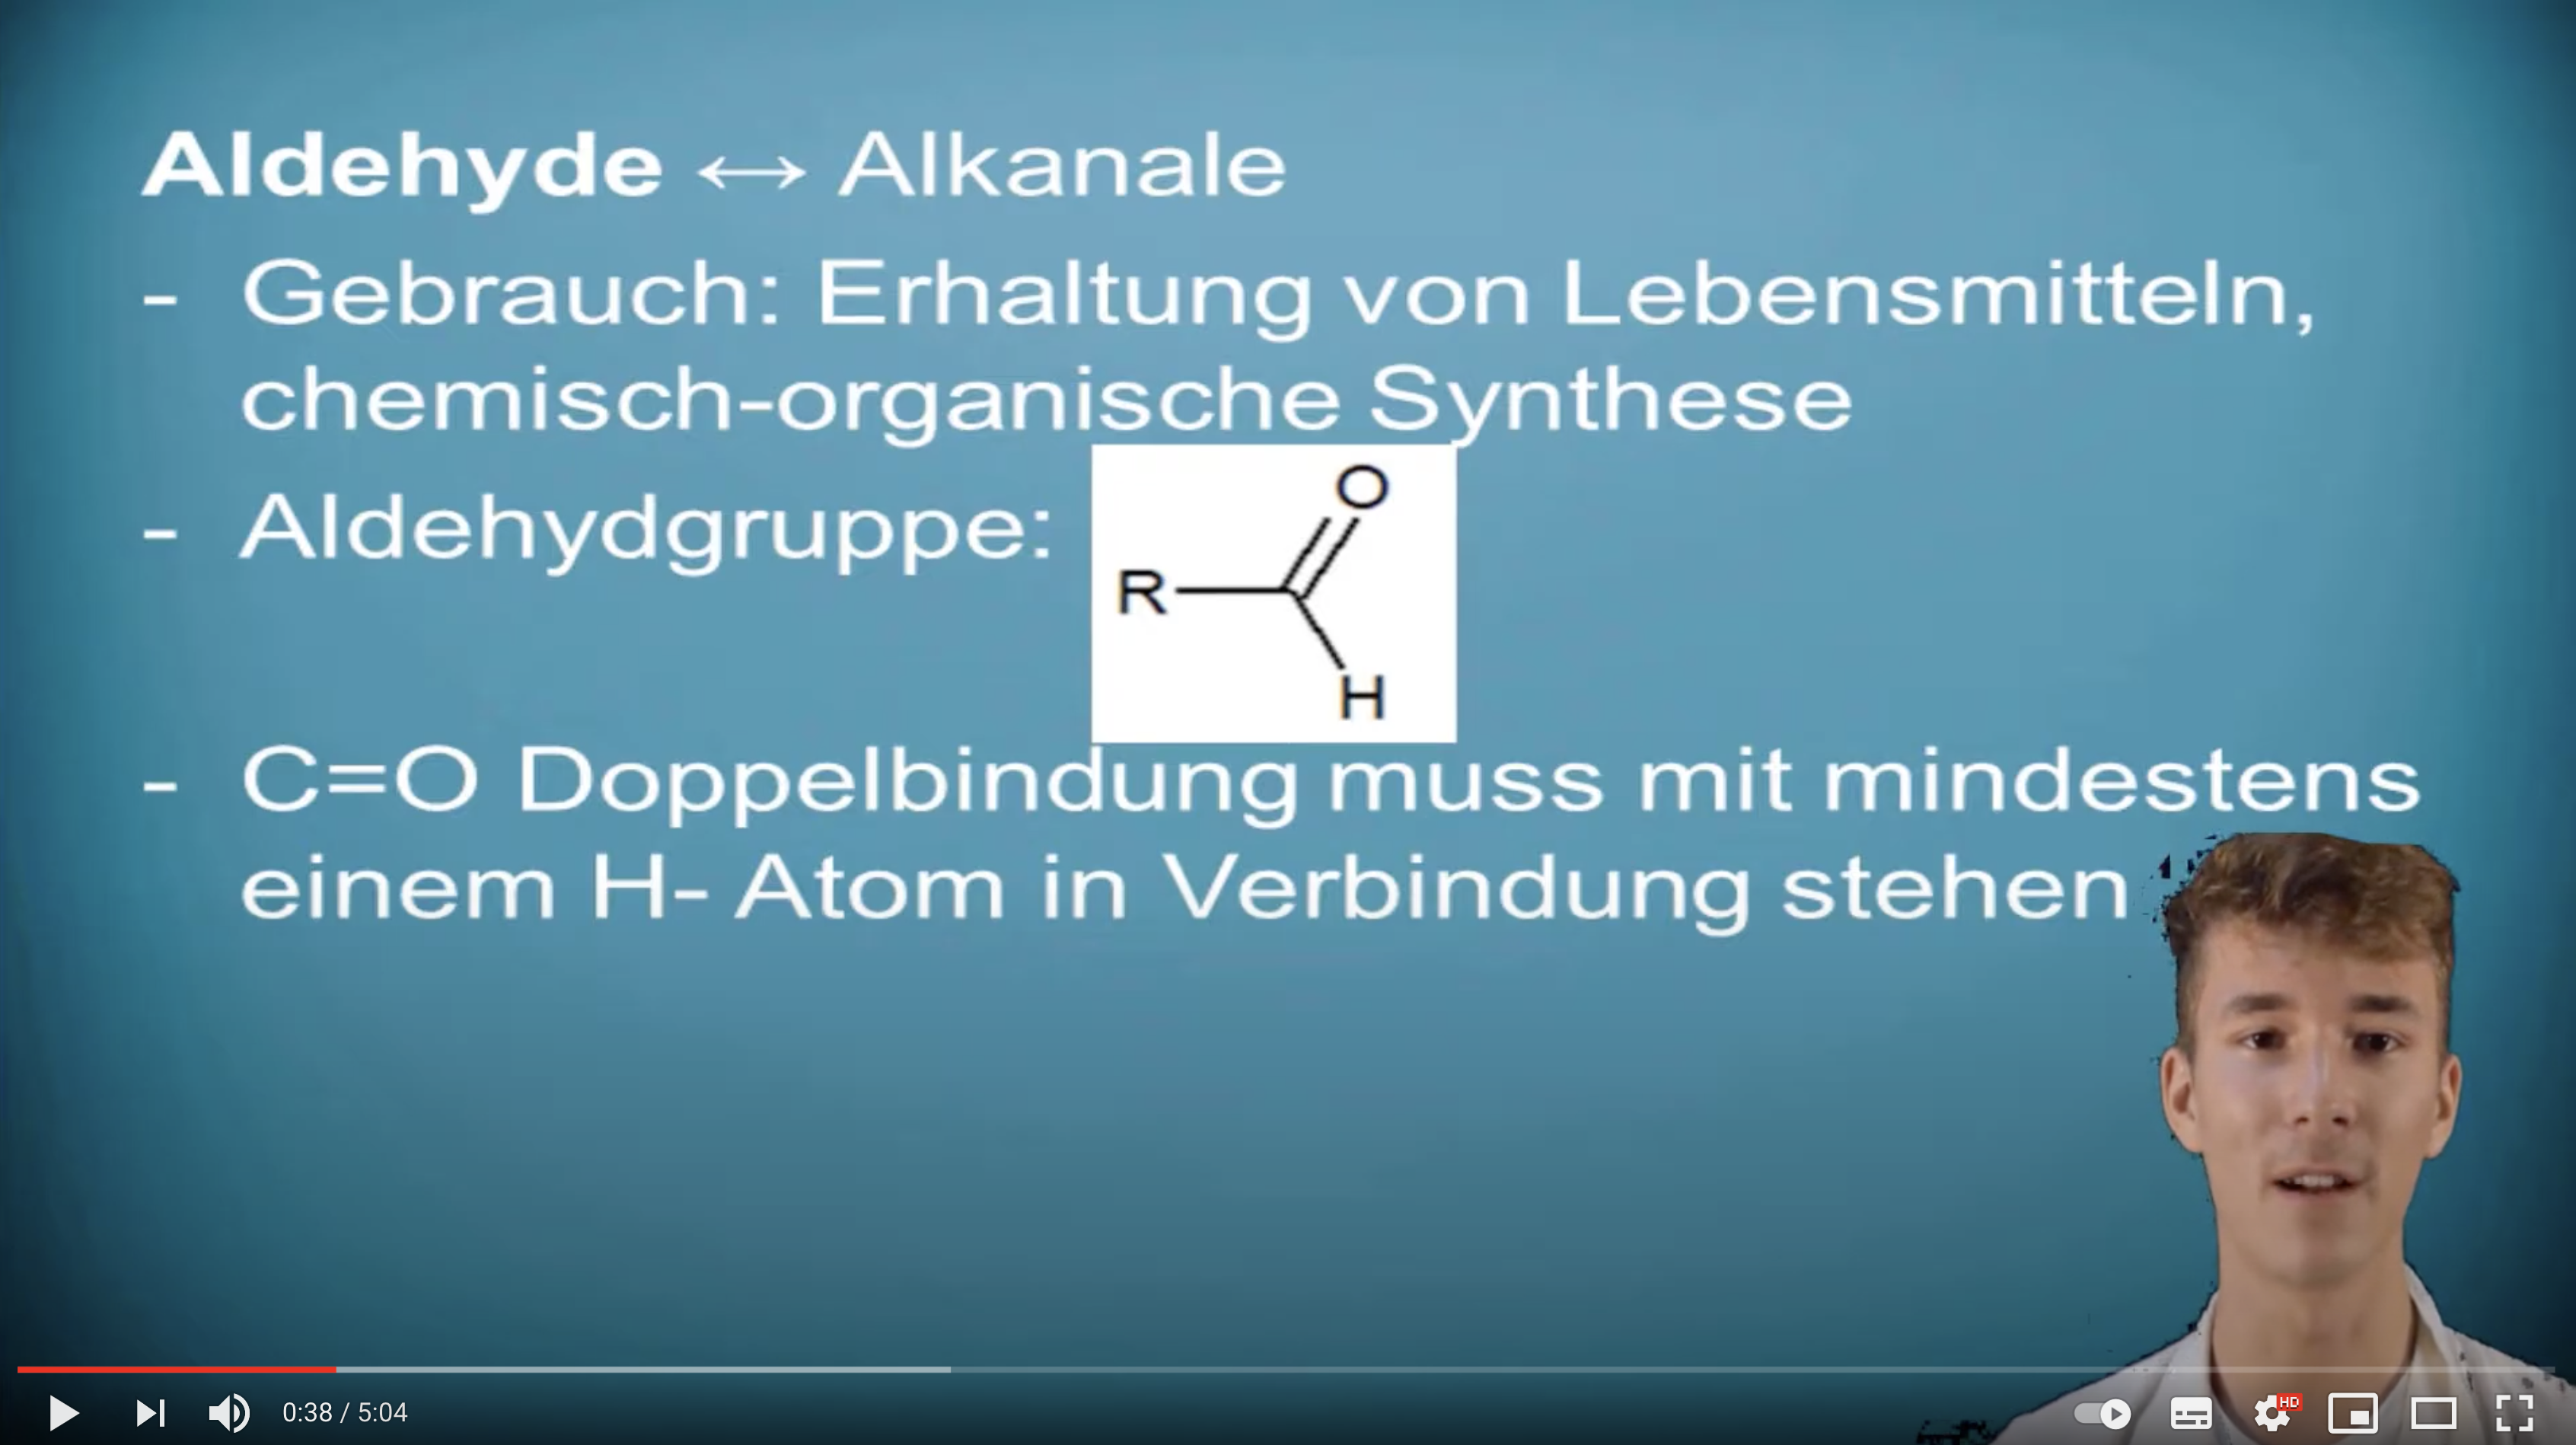 Aldehyde ↔ Alkanale
- Gebrauch: Erhaltung von Lebensmitteln,
chemisch-organische Synthese
- Aldehydgruppe:
O
R
H
- C=O Doppelbindung muss mit mindestens
einem H- Atom in Verbindung stehen
0:38 / 5:04
HD